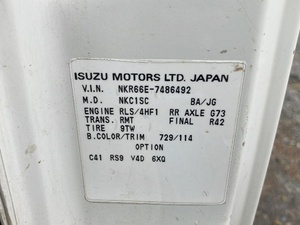 ISUZU MOTORS LTD. JAPAN
V.I.N. NKR66E-7486492
M.D. NKC1SC BA/JG
ENGINE RLS/4HF1 RR AXLE G73
TRANS. RMT FINAL R42
TIRE 9TW
B.COLOR/TRIM 729/114
OPTION
C41 RS9 V4D 6XQ